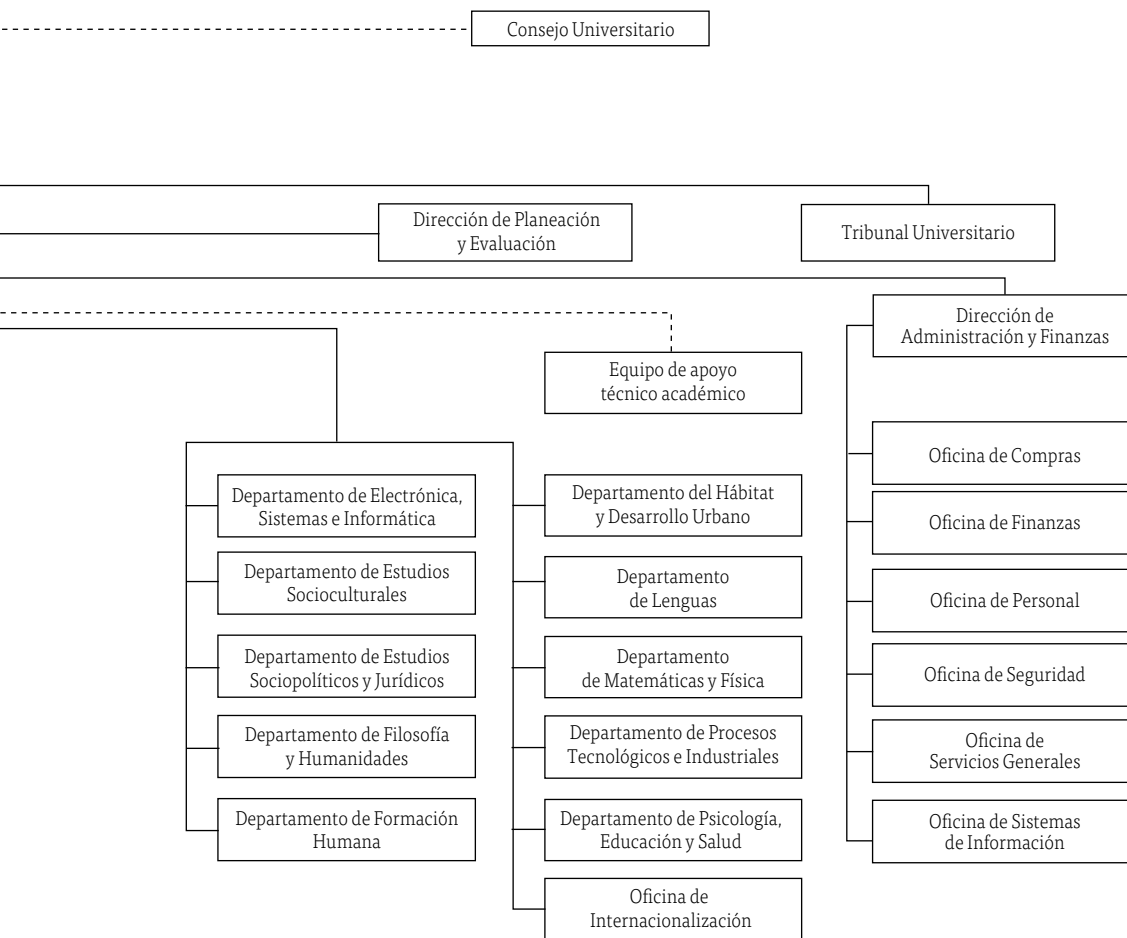 Consejo Universitario
Dirección de Planeación
y Evaluación
Tribunal Universitario
Dirección de
Administración y Finanzas
Equipo de apoyo
técnico académico
Oficina de Compras
Departamento de Electrónica,
Sistemas e Informática
Departamento del Hábitat
y Desarrollo Urbano
Oficina de Finanzas
Departamento de Estudios
Socioculturales
Departamento
de Lenguas
Oficina de Personal
Departamento de Estudios
Sociopolíticos y Jurídicos
Departamento
de Matemáticas y Física
Oficina de Seguridad
Departamento de Filosofía
y Humanidades
Departamento de Procesos
Tecnológicos e Industriales
Oficina de
Servicios Generales
Departamento de Formación
Humana
Departamento de Psicología,
Educación y Salud
Oficina de Sistemas
de Información
Oficina de
Internacionalización